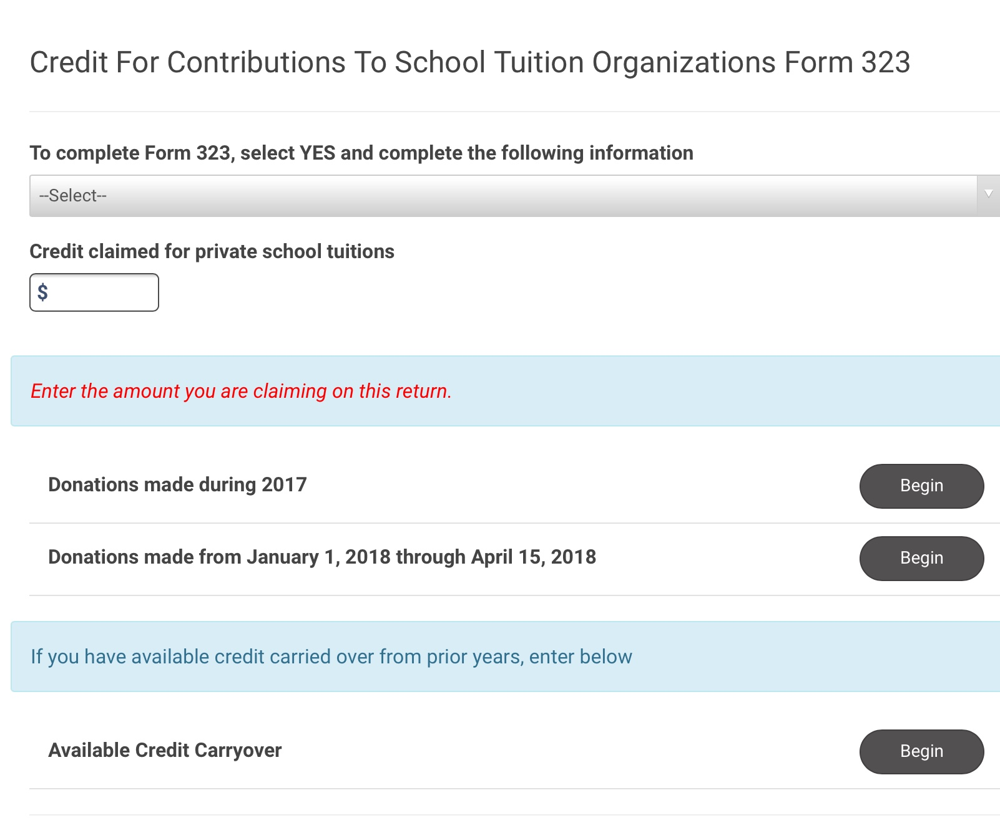 Credit For Contributions To School Tuition Organizations Form 323
To complete Form 323, select YES and complete the following information
--Select--
Credit claimed for private school tuitions
$
Enter the amount you are claiming on this return.
Donations made during 2017
Begin
Donations made from January 1, 2018 through April 15, 2018
Begin
If you have available credit carried over from prior years, enter below
Available Credit Carryover
Begin